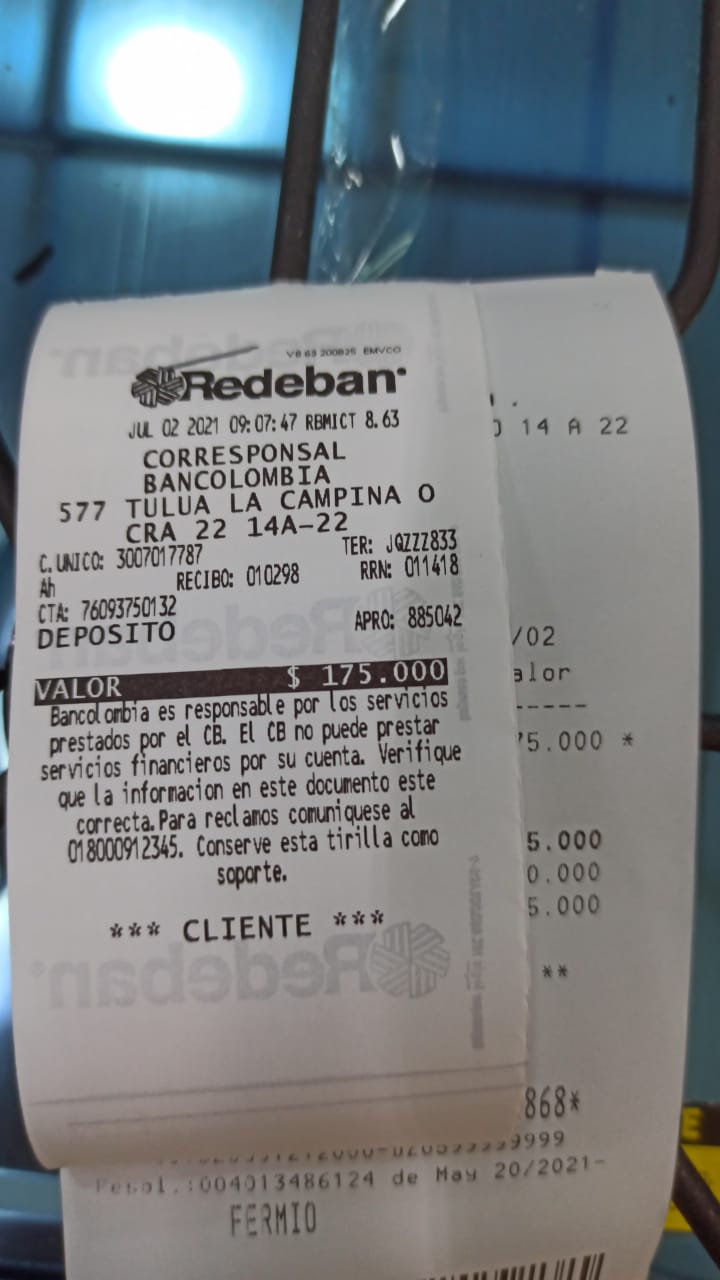 V8 63 200825 EMVCO
Redeban
JUL 02 2021 09:07:47 RBMICT 8.63
CORRESPONSAL
BANCOLOMBIA
577 TULUA LA CAMPINA O
CRA 22 14A-22
C. UNICO: 3007017787 TER: JQZZZ833
Ah RECIBO: 010298 RRN: 011418
CTA: 76093750132
DEPOSITO APRO: 885042
VALOR $ 175.000
Bancolombia es responsable por los servicios
prestados por el CB. El CB no puede prestar
servicios financieros por su cuenta. Verifique
que la informacion en este documento este
correcta.Para reclamos comuniquese al
018000912345. Conserve esta tirilla como
soporte.
*** CLIENTE ***
14 A 22
/02
alor
-----
5.000 *
5.000
0.000
5.000
**
868*
Resol.:004013486124 de May 20/2021-
FERMIO